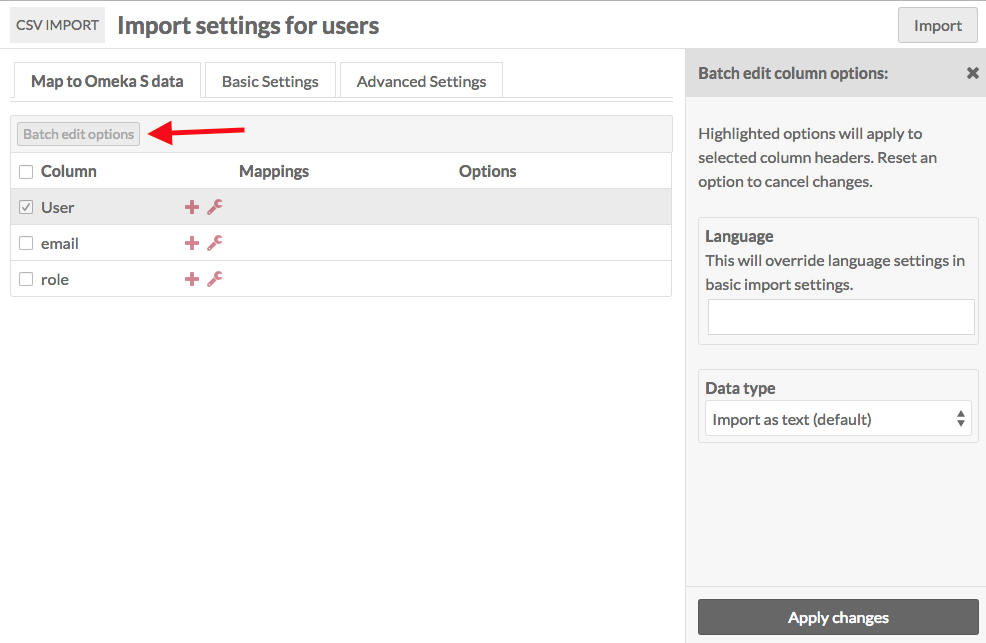 CSV IMPORT Import settings for users Import
Map to Omeka S data Basic Settings Advanced Settings
Batch edit options
Column Mappings Options
User
email
role
Batch edit column options:
Highlighted options will apply to
selected column headers. Reset an
option to cancel changes.
Language
This will override language settings in
basic import settings.
Data type
Import as text (default)
Apply changes